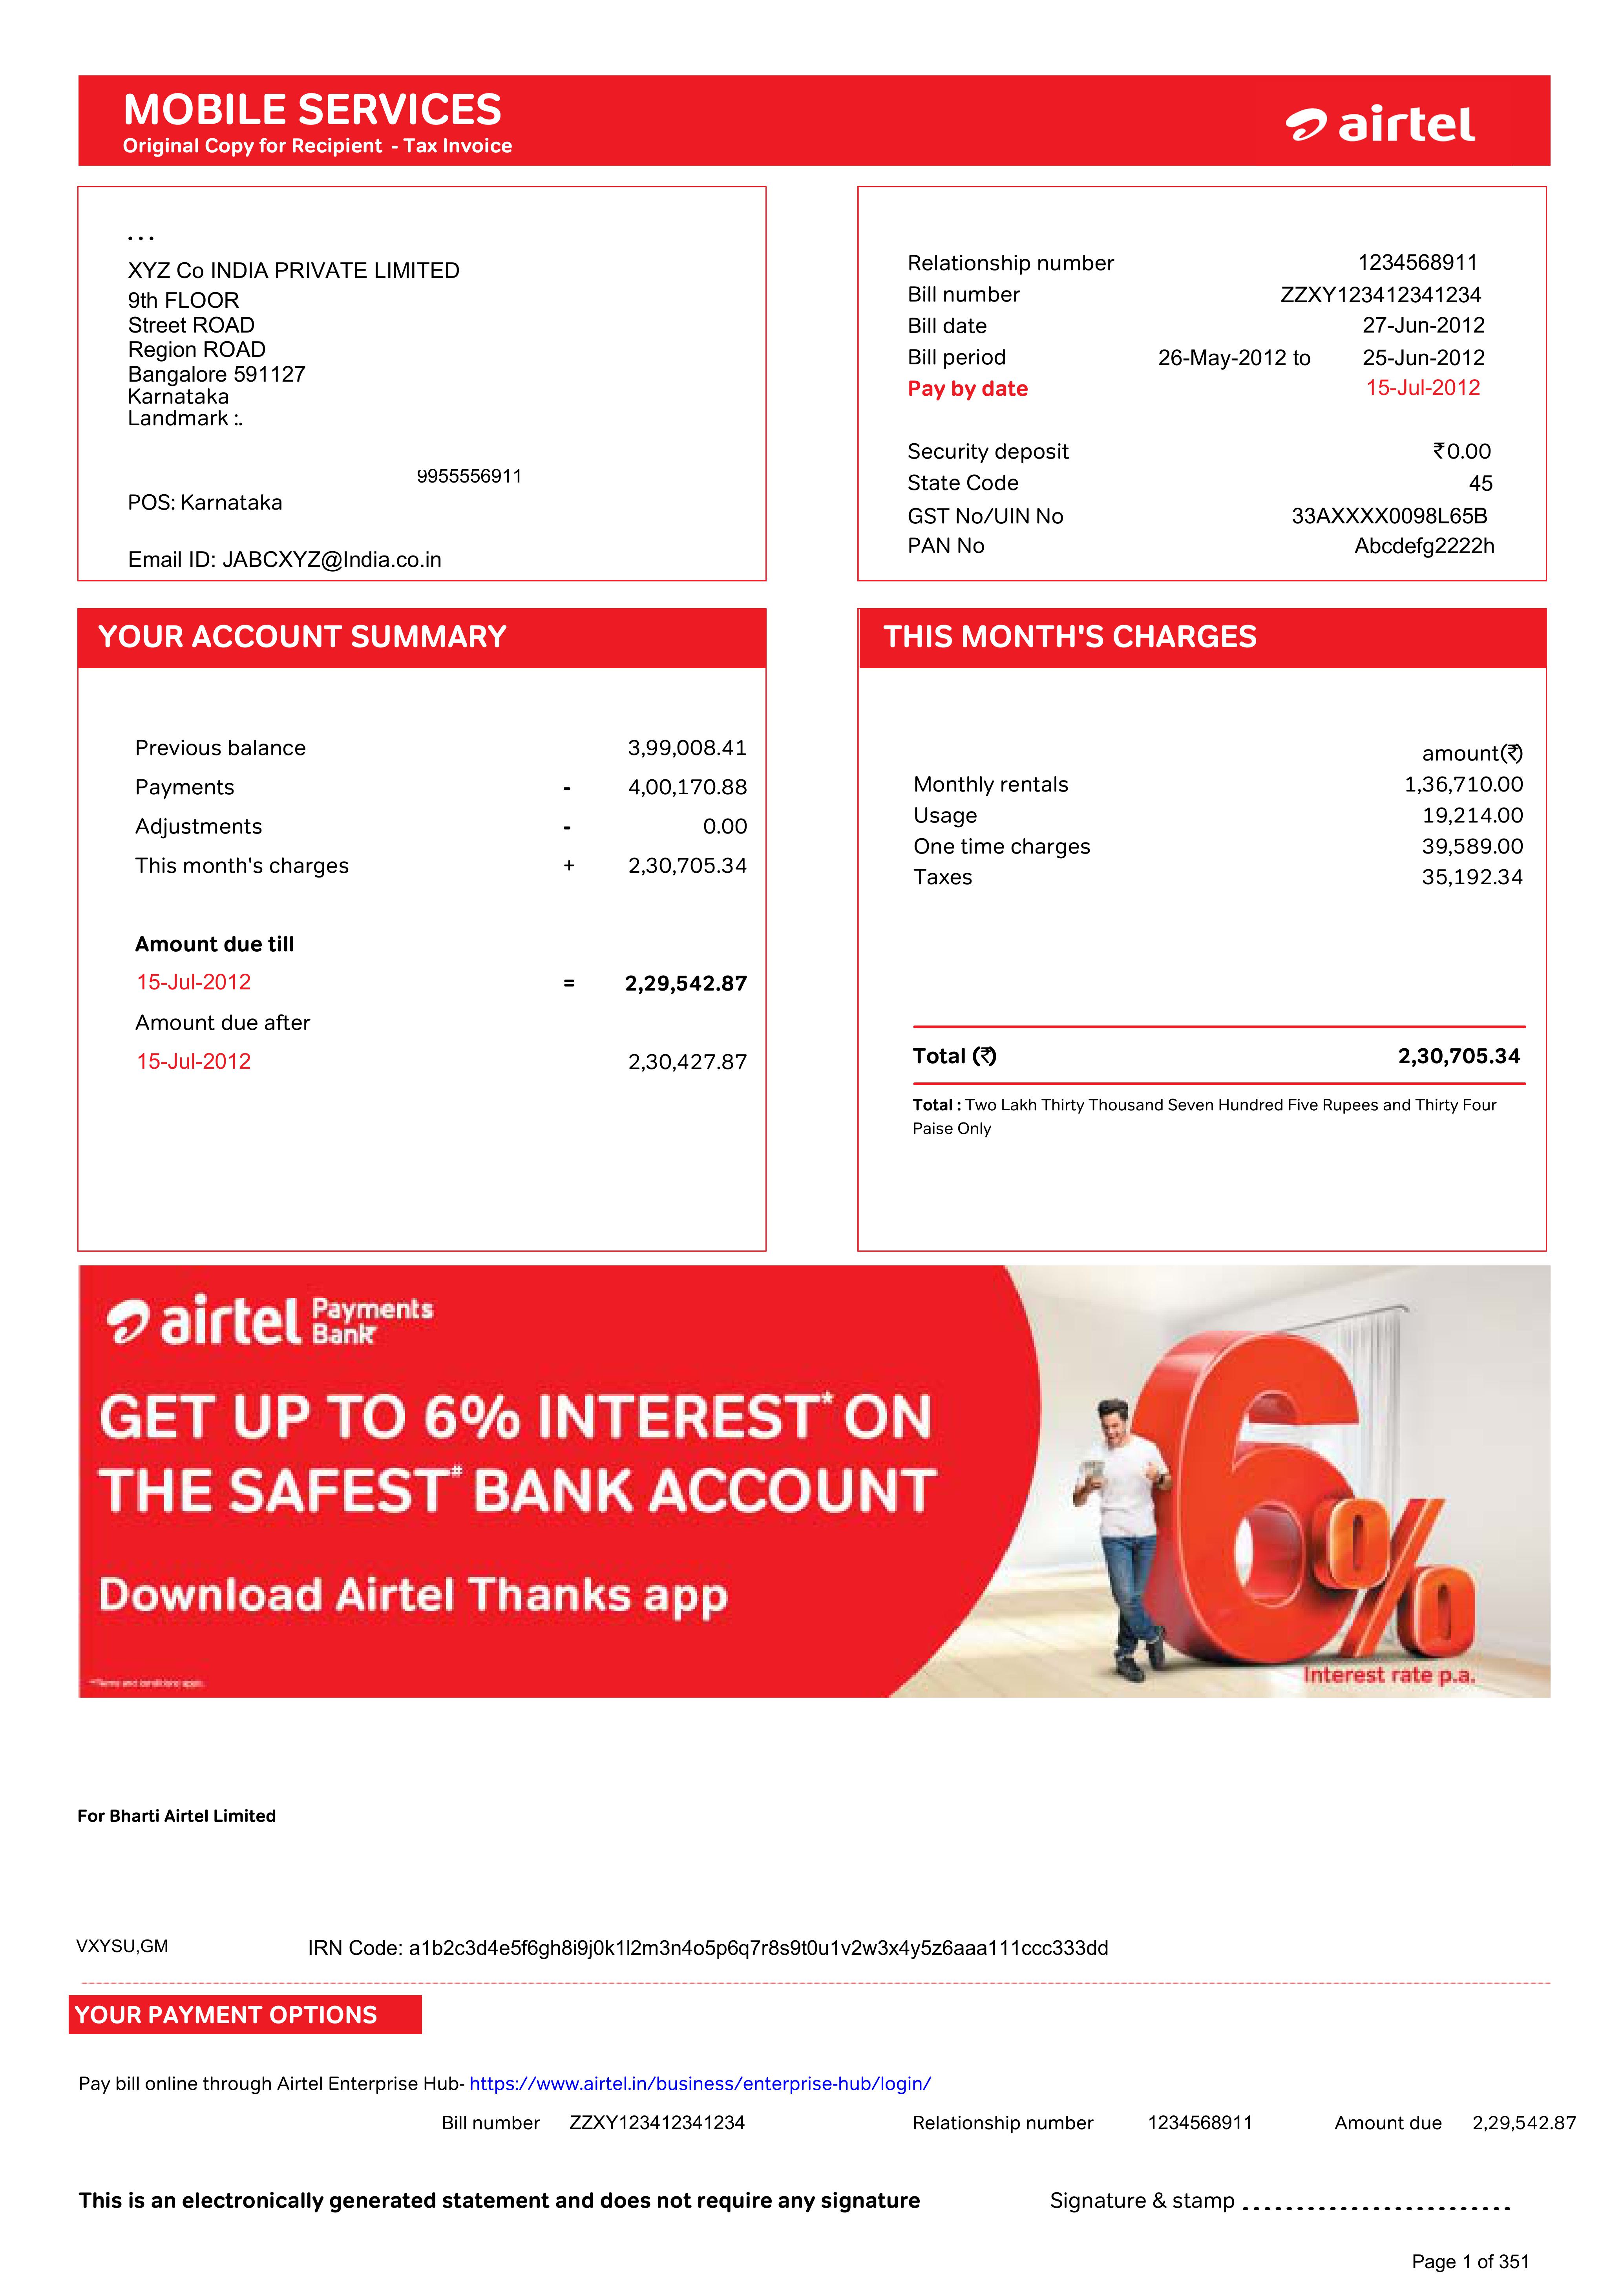 MOBILE SERVICES
Original Copy for Recipient - Tax Invoice
airtel
...
XYZ Co INDIA PRIVATE LIMITED
9th FLOOR
Street ROAD
Region ROAD
Bangalore 591127
Karnataka
Landmark :.
9955556911
POS: Karnataka
Email ID: JABCXYZ@India.co.in
Relationship number 1234568911
Bill number ZZXY123412341234
Bill date 27-Jun-2012
Bill period 26-May-2012 to 25-Jun-2012
Pay by date 15-Jul-2012
Security deposit ₹0.00
State Code 45
GST No/UIN No 33AXXXX0098L65B
PAN No Abcdefg2222h
YOUR ACCOUNT SUMMARY
Previous balance 3,99,008.41
Payments - 4,00,170.88
Adjustments - 0.00
This month's charges + 2,30,705.34
Amount due till
15-Jul-2012 = 2,29,542.87
Amount due after
15-Jul-2012 2,30,427.87
THIS MONTH'S CHARGES
amount(₹)
Monthly rentals 1,36,710.00
Usage 19,214.00
One time charges 39,589.00
Taxes 35,192.34
Total (₹) 2,30,705.34
Total : Two Lakh Thirty Thousand Seven Hundred Five Rupees and Thirty Four
Paise Only
airtel Payments
Bank
GET UP TO 6% INTEREST* ON
THE SAFEST# BANK ACCOUNT
Download Airtel Thanks app
*Terms and conditions apply.
6%
Interest rate p.a.
For Bharti Airtel Limited
VXYSU,GM IRN Code: a1b2c3d4e5f6gh8i9j0k1l2m3n4o5p6q7r8s9t0u1v2w3x4y5z6aaa111ccc333dd
YOUR PAYMENT OPTIONS
Pay bill online through Airtel Enterprise Hub- https://www.airtel.in/business/enterprise-hub/login/
Bill number ZZXY123412341234 Relationship number 1234568911 Amount due 2,29,542.87
This is an electronically generated statement and does not require any signature Signature & stamp .........................
Page 1 of 351